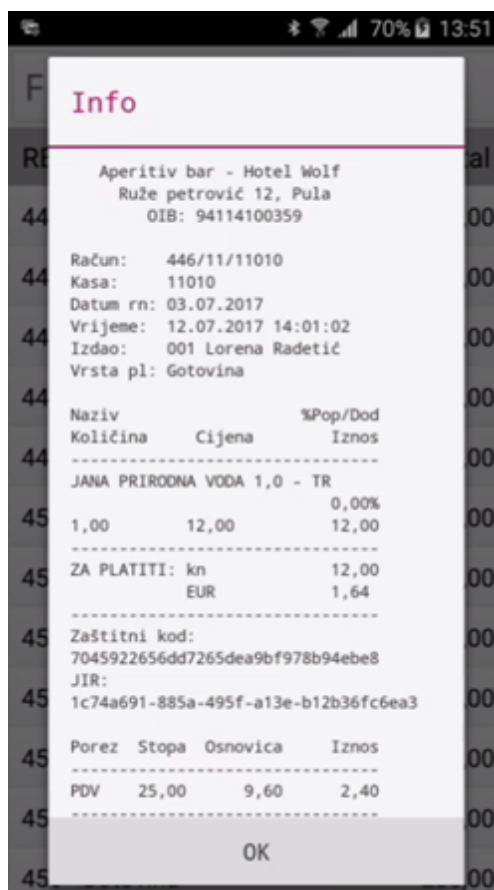 70% 13:51
F
Info
RE
al
Aperitiv bar - Hotel Wolf
Ruže petrović 12, Pula
OIB: 94114100359
Račun: 446/11/11010
Kasa: 11010
Datum rn: 03.07.2017
Vrijeme: 12.07.2017 14:01:02
Izdao: 001 Lorena Radetić
Vrsta pl: Gotovina
Naziv %Pop/Dod
Količina Cijena Iznos
--------------------------------
JANA PRIRODNA VODA 1,0 - TR
0,00%
1,00 12,00 12,00
--------------------------------
ZA PLATITI: kn 12,00
EUR 1,64
--------------------------------
Zaštitni kod:
7045922656dd7265dea9bf978b94ebe8
JIR:
1c74a691-885a-495f-a13e-b12b36fc6ea3
Porez Stopa Osnovica Iznos
--------------------------------
PDV 25,00 9,60 2,40
--------------------------------
OK